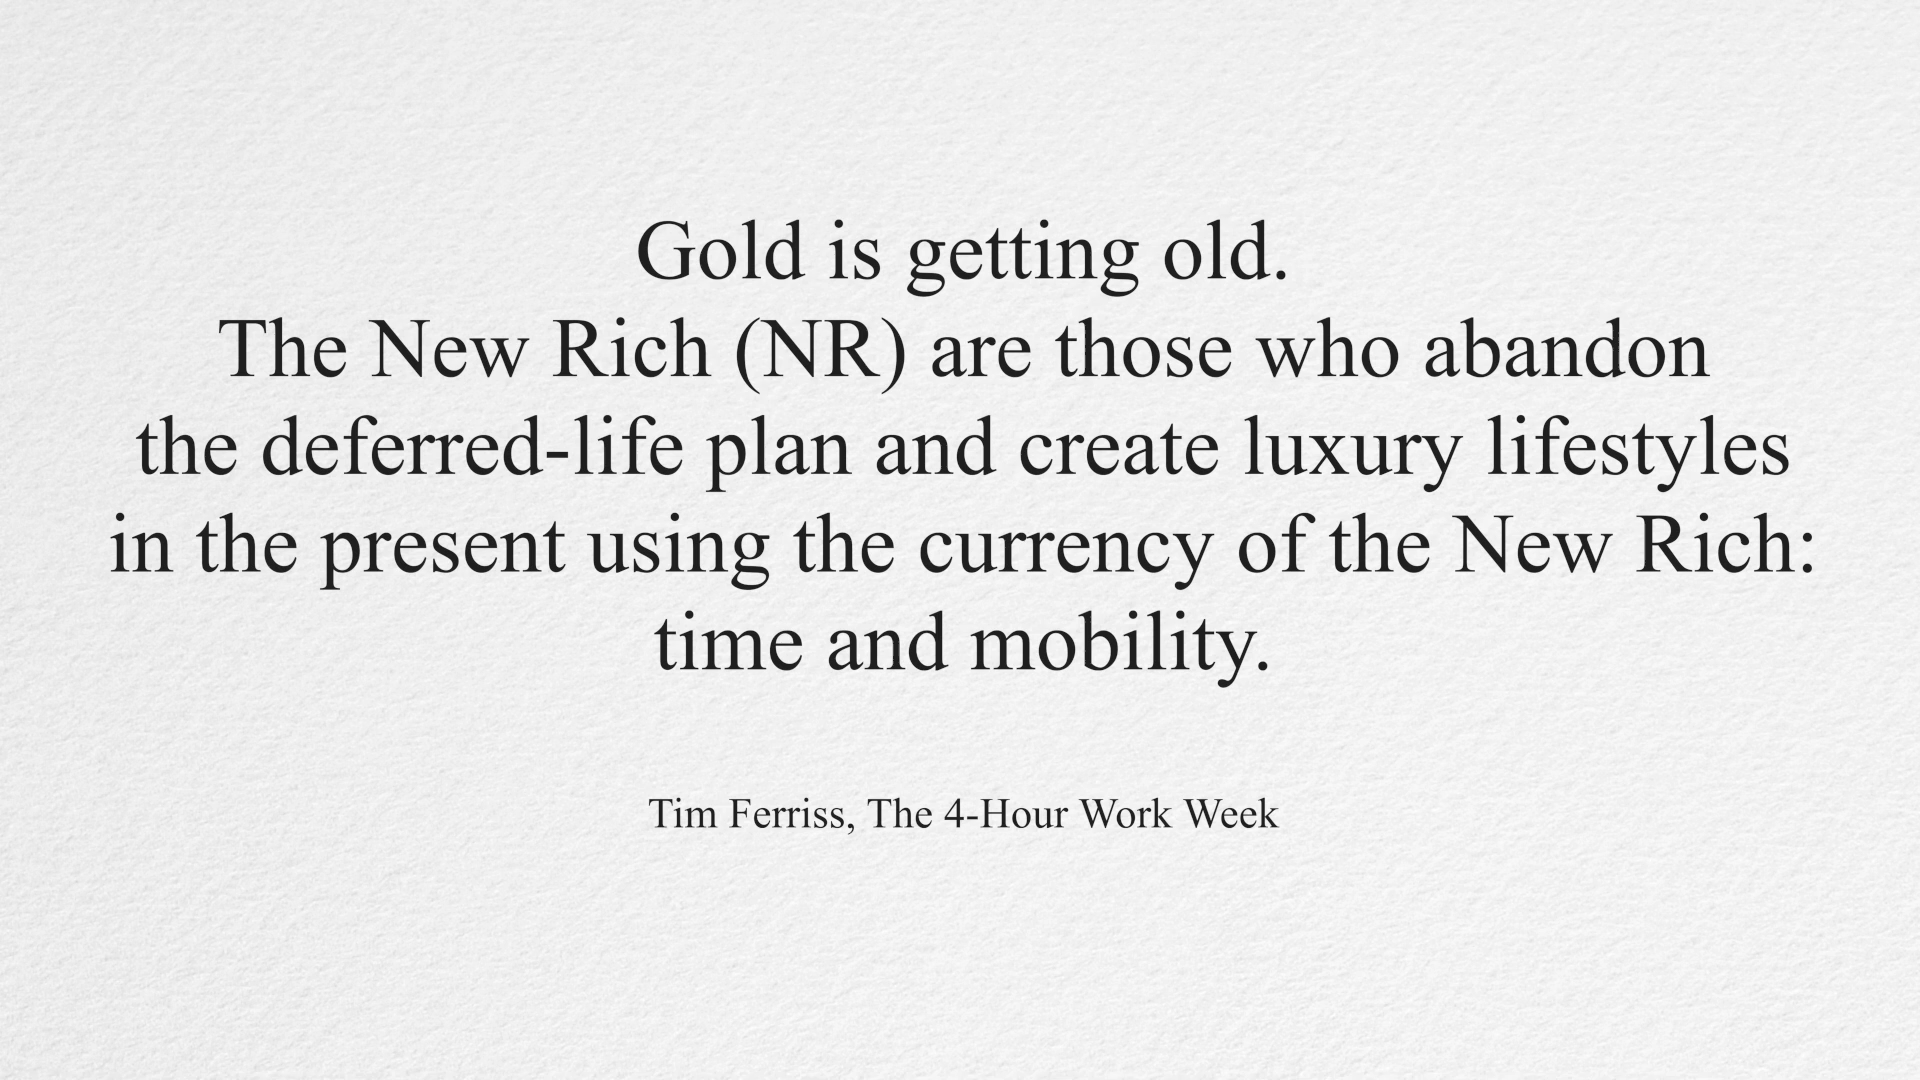 Gold is getting old.
The New Rich (NR) are those who abandon
the deferred-life plan and create luxury lifestyles
in the present using the currency of the New Rich:
time and mobility.
Tim Ferriss, The 4-Hour Work Week